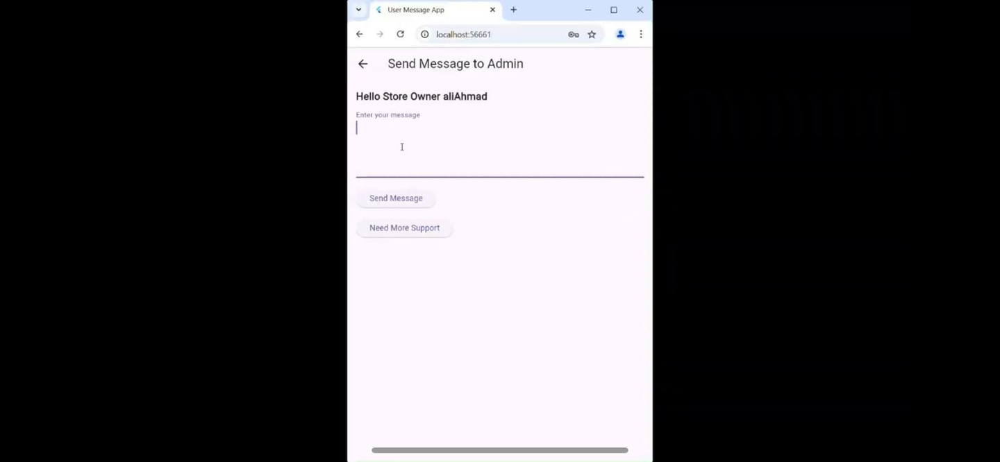 User Message App
localhost:56661
Send Message to Admin
Hello Store Owner aliAhmad
Enter your message
Send Message
Need More Support